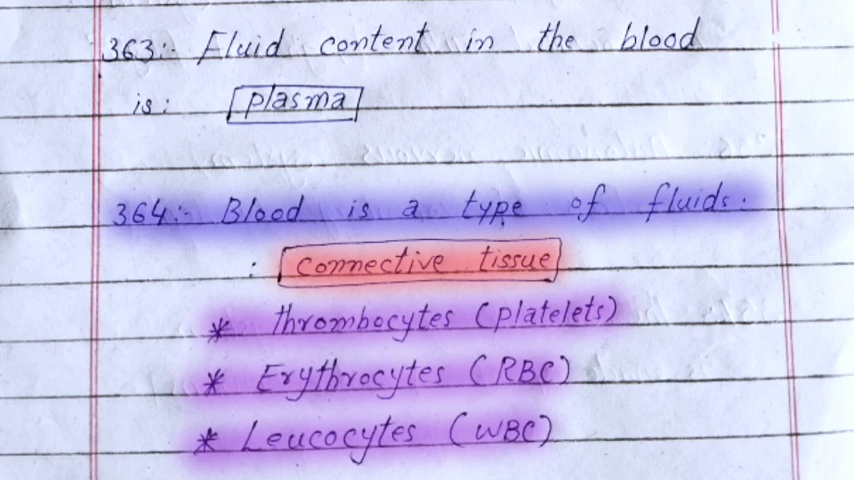 363:- Fluid content in the blood
is: plasma
364:- Blood is a type of fluids.
: connective tissue
* thrombocytes (platelets)
* Erythrocytes (RBC)
* Leucocytes (WBC)